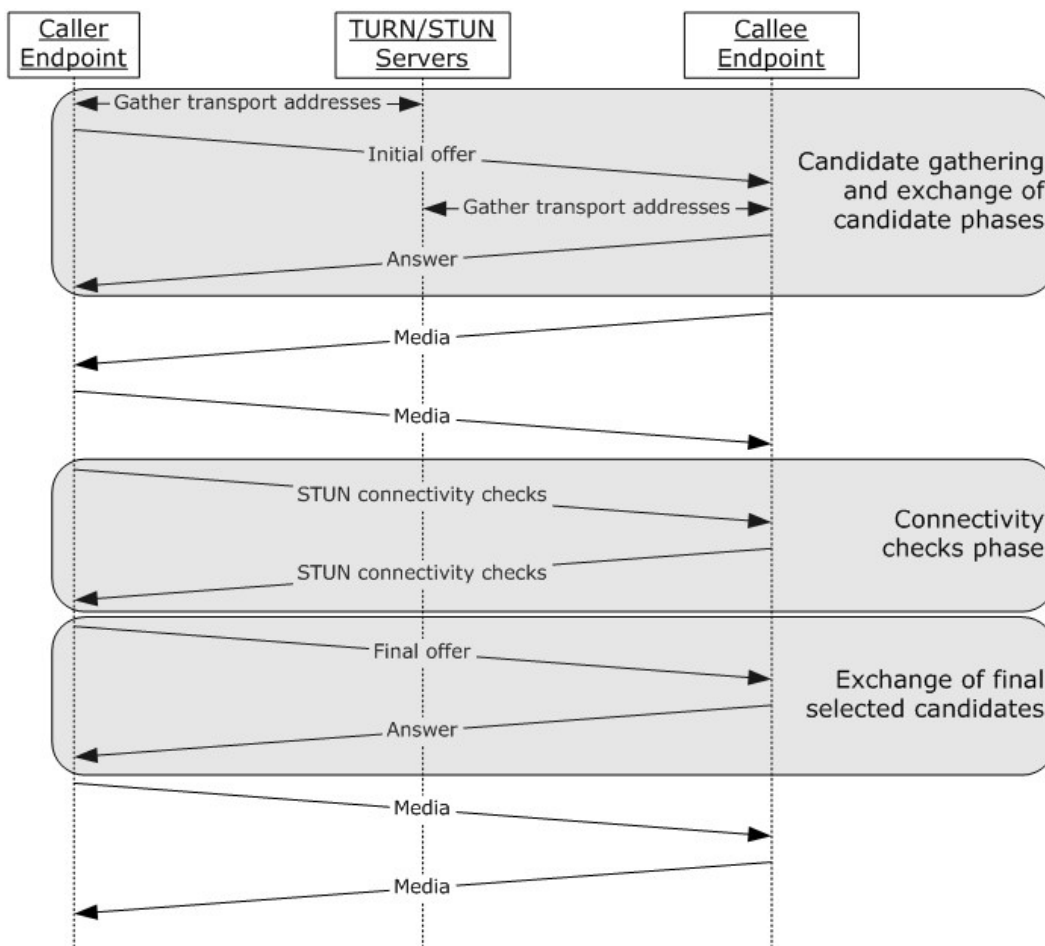 Caller
Endpoint
TURN/STUN
Servers
Callee
Endpoint
Gather transport addresses
Initial offer
Candidate gathering
and exchange of
candidate phases
Gather transport addresses
Answer
Media
Media
STUN connectivity checks
Connectivity
checks phase
STUN connectivity checks
Final offer
Exchange of final
selected candidates
Answer
Media
Media